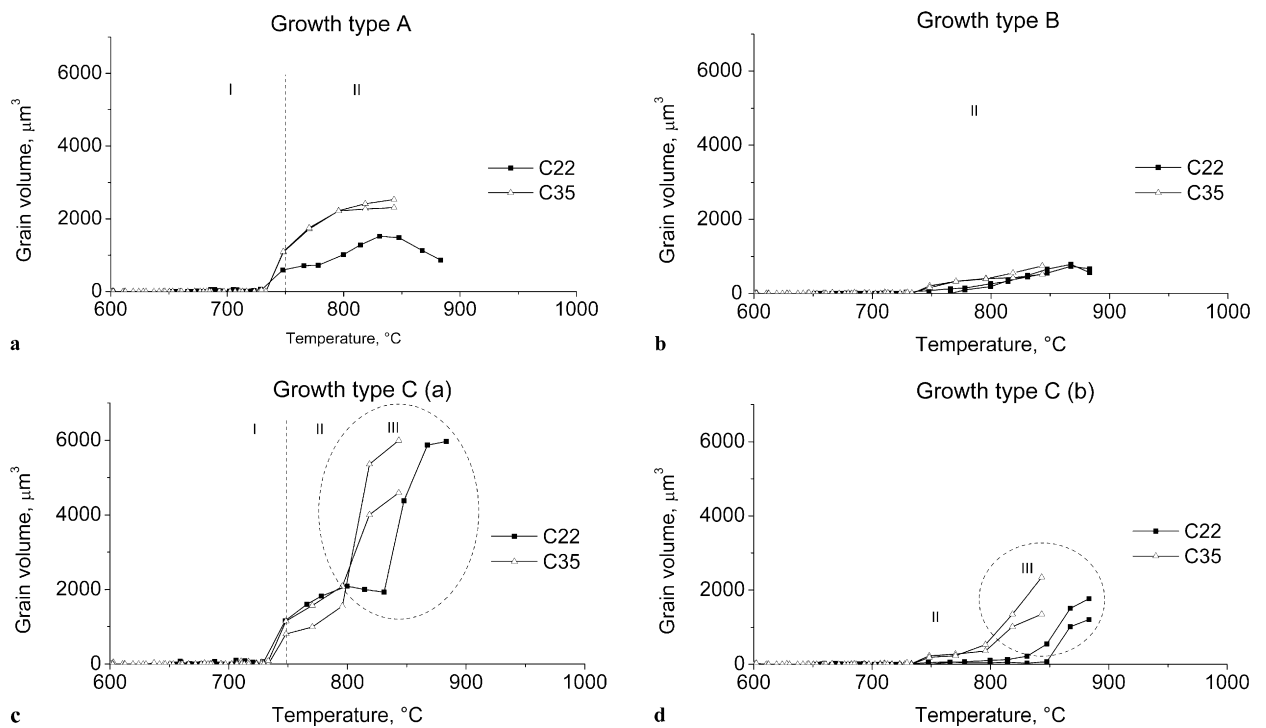 Growth type A
Grain volume, μm³
6000
4000
2000
0
I
II
C22
C35
600 700 800 900 1000
Temperature, °C
a
Growth type B
Grain volume, μm³
6000
4000
2000
0
II
C22
C35
600 700 800 900 1000
Temperature, °C
b
Growth type C (a)
Grain volume, μm³
6000
4000
2000
0
I
II
III
C22
C35
600 700 800 900 1000
Temperature, °C
c
Growth type C (b)
Grain volume, μm³
6000
4000
2000
0
II
III
C22
C35
600 700 800 900 1000
Temperature, °C
d